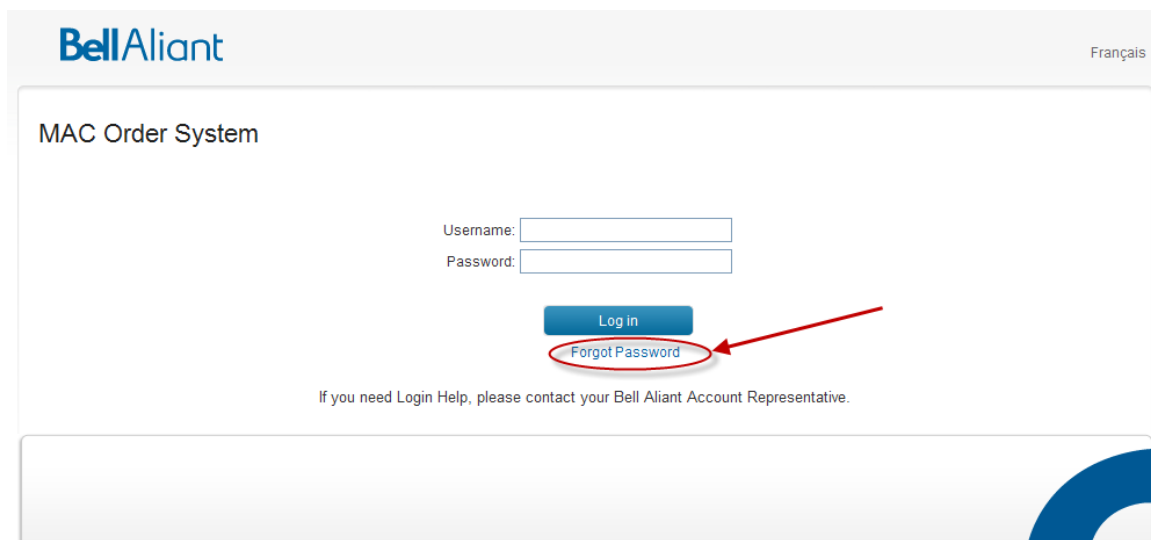 BellAliant
Français
MAC Order System
Username:
Password:
Log in
Forgot Password
If you need Login Help, please contact your Bell Aliant Account Representative.